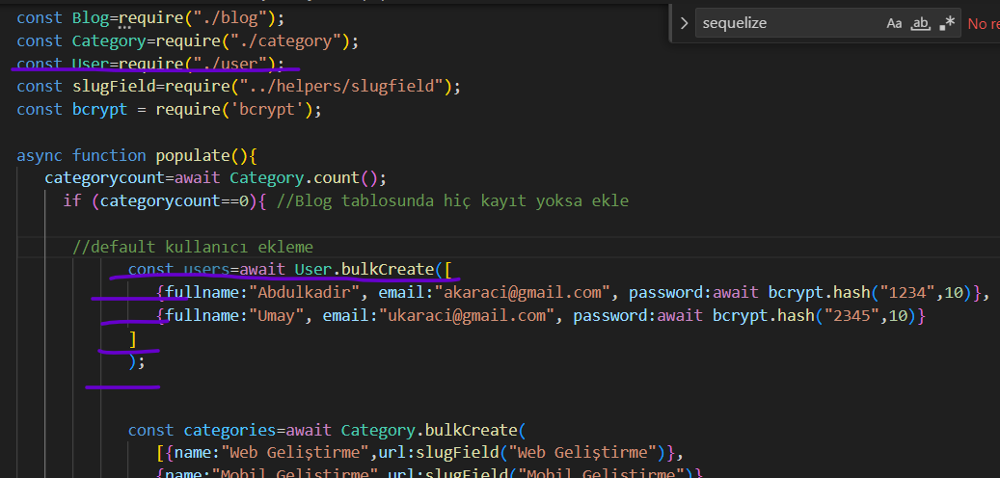 const Blog=require("./blog");
const Category=require("./category");
const User=require("./user");
const slugField=require("../helpers/slugfield");
const bcrypt = require('bcrypt');
sequelize
Aa ab .* No re
async function populate(){
categorycount=await Category.count();
if (categorycount==0){ //Blog tablosunda hiç kayıt yoksa ekle
//default kullanıcı ekleme
const users=await User.bulkCreate([
{fullname:"Abdulkadir", email:"akaraci@gmail.com", password:await bcrypt.hash("1234",10)},
{fullname:"Umay", email:"ukaraci@gmail.com", password:await bcrypt.hash("2345",10)}
]
);
const categories=await Category.bulkCreate(
[{name:"Web Geliştirme",url:slugField("Web Geliştirme")},
{name:"Mobil Geliştirme",url:slugField("Mobil Geliştirme")}